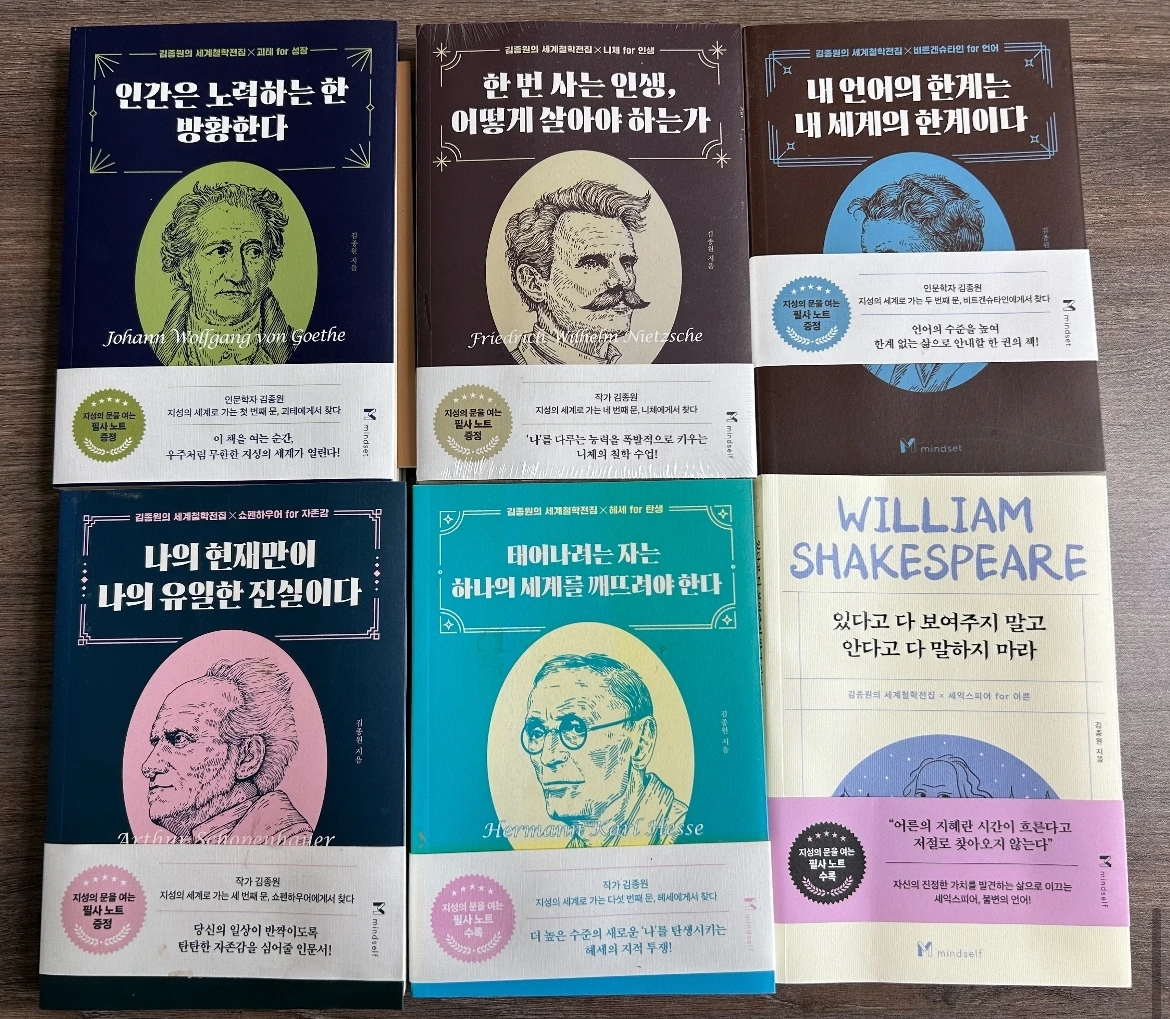 김종원의 세계철학전집×괴테 for 성장
인간은 노력하는 한
방황한다
김종원 지음
Johann Wolfgang von Goethe
지성의 문을 여는
필사 노트
증정
인문학자 김종원
지성의 세계로 가는 첫 번째 문, 괴테에게서 찾다
이 책을 여는 순간,
우주처럼 무한한 지성의 세계가 열린다!
mindset
김종원의 세계철학전집×니체 for 인생
한 번 사는 인생,
어떻게 살아야 하는가
김종원 지음
Friedrich Wilhelm Nietzsche
지성의 문을 여는
필사 노트
증정
작가 김종원
지성의 세계로 가는 네 번째 문, 니체에게서 찾다
'나'를 다루는 능력을 폭발적으로 키우는
니체의 철학 수업!
mindself
김종원의 세계철학전집×비트겐슈타인 for 언어
내 언어의 한계는
내 세계의 한계이다
김종원
지성의 문을 여는
필사 노트
증정
인문학자 김종원
지성의 세계로 가는 두 번째 문, 비트겐슈타인에게서 찾다
언어의 수준을 높여
한계 없는 삶으로 안내할 한 권의 책!
mindset
mindset
김종원의 세계철학전집×쇼펜하우어 for 자존감
나의 현재만이
나의 유일한 진실이다
김종원 지음
Arthur Schopenhauer
지성의 문을 여는
필사 노트
증정
작가 김종원
지성의 세계로 가는 세 번째 문, 쇼펜하우어에게서 찾다
당신의 일상이 반짝이도록
탄탄한 자존감을 심어줄 인문서!
mindself
김종원의 세계철학전집×헤세 for 탄생
태어나려는 자는
하나의 세계를 깨뜨려야 한다
김종원 지음
Hermann Karl Hesse
지성의 문을 여는
필사 노트
수록
작가 김종원
지성의 세계로 가는 다섯 번째 문, 헤세에게서 찾다
더 높은 수준의 새로운 '나'를 탄생시키는
헤세의 지적 투쟁!
mindself
WILLIAM
SHAKESPEARE
있다고 다 보여주지 말고
안다고 다 말하지 마라
김종원의 세계철학전집 × 셰익스피어 for 어른
김종원 지음
지성의 문을 여는
필사 노트
수록
“어른의 지혜란 시간이 흐른다고
저절로 찾아오지 않는다”
자신의 진정한 가치를 발견하는 삶으로 이끄는
셰익스피어, 불변의 언어!
mindself
mindself